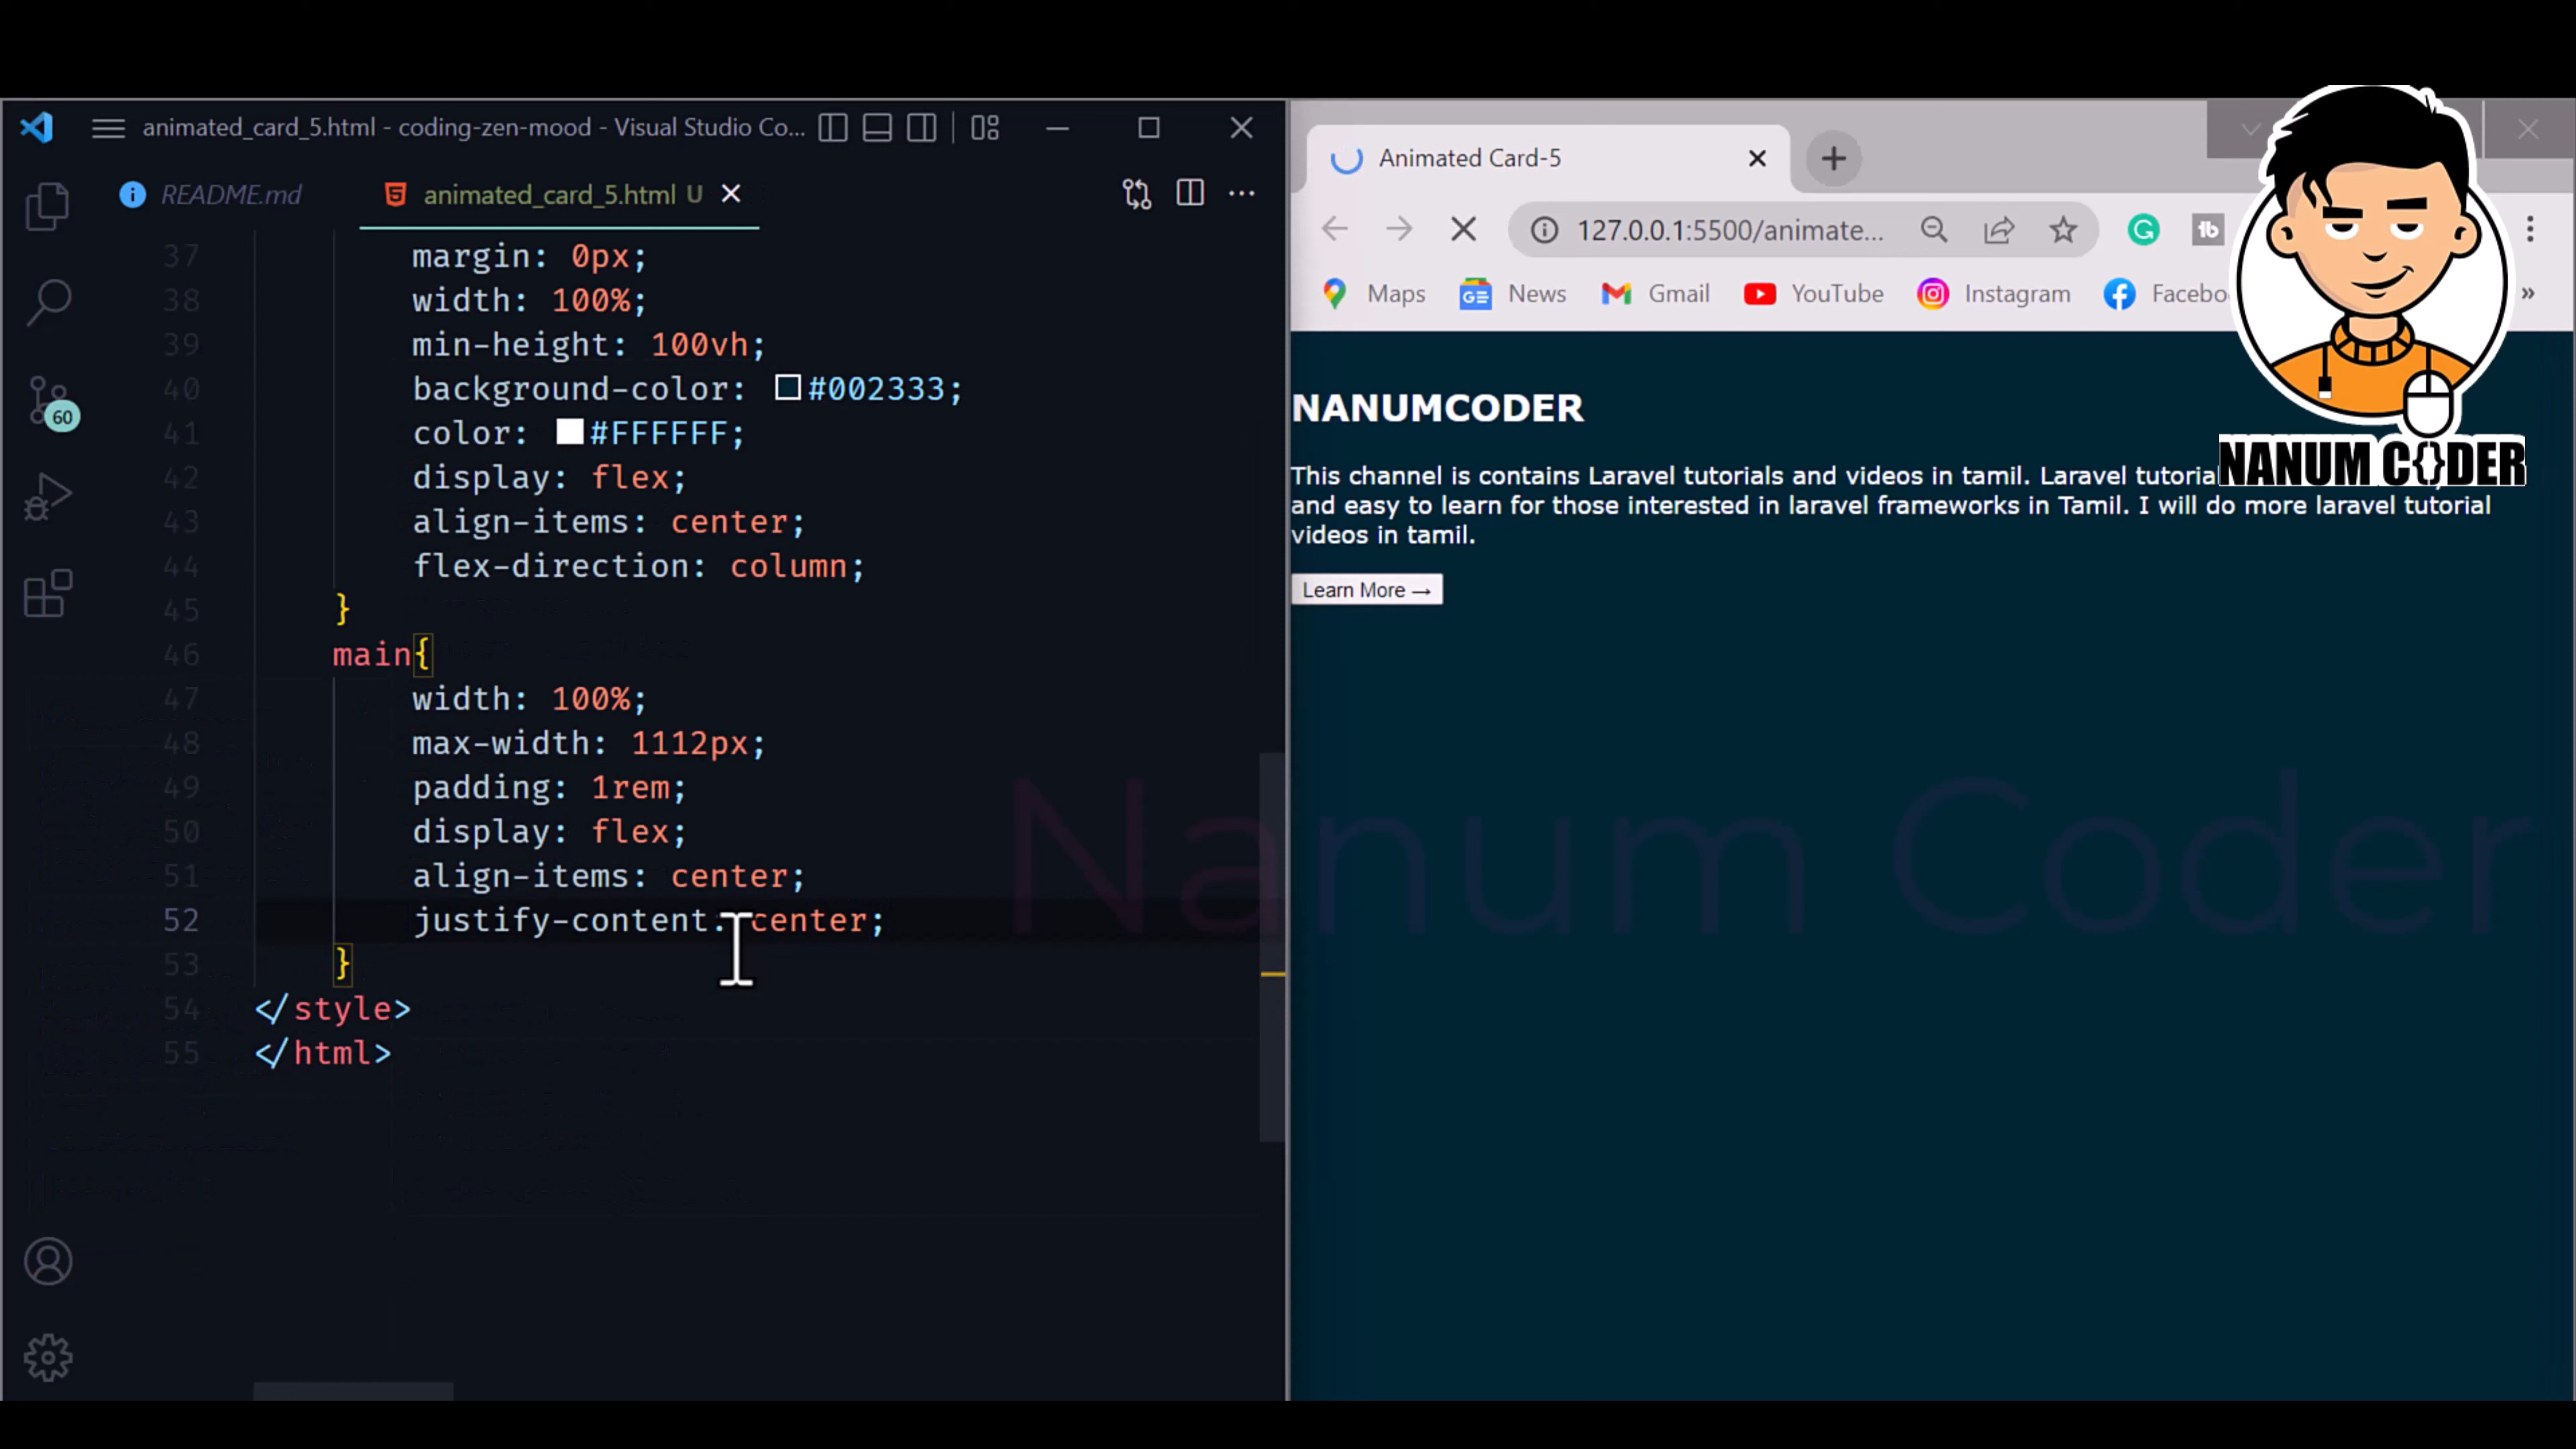 animated_card_5.html - coding-zen-mood - Visual Studio Co...
README.md
animated_card_5.html U
37 margin: 0px;
38 width: 100%;
39 min-height: 100vh;
40 background-color: #002333;
41 color: #FFFFFF;
42 display: flex;
43 align-items: center;
44 flex-direction: column;
45 }
46 main{
47 width: 100%;
48 max-width: 1112px;
49 padding: 1rem;
50 display: flex;
51 align-items: center;
52 justify-content: center;
53 }
54 </style>
55 </html>
60
Animated Card-5
127.0.0.1:5500/animate...
Maps News Gmail YouTube Instagram Facebo
NANUMCODER
This channel is contains Laravel tutorials and videos in tamil. Laravel tutorial
and easy to learn for those interested in laravel frameworks in Tamil. I will do more laravel tutorial
videos in tamil.
Learn More →
NANUM C{}DER
Nanum Coder